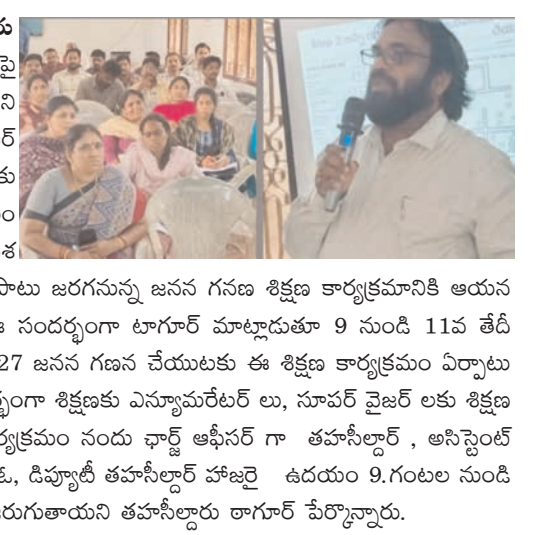 కు
పై
ని
ర్
కు
ం
శ
పాటు జరగనున్న జనన గనణ శిక్షణ కార్యక్రమానికి ఆయన
ఈ సందర్భంగా టాగూర్ మాట్లాడుతూ 9 నుండి 11వ తేదీ
27 జనన గణన చేయుటకు ఈ శిక్షణ కార్యక్రమం ఏర్పాటు
ర్భంగా శిక్షణకు ఎన్యూమరేటర్ లు, సూపర్ వైజర్ లకు శిక్షణ
ర్యక్రమం నందు ఛార్జ్ ఆఫీసర్ గా తహసీల్దార్ , అసిస్టెంట్
ఓ, డిప్యూటీ తహసీల్దార్ హాజరై ఉదయం 9.గంటల నుండి
రుగుతాయని తహసీల్దారు ఠాగూర్ పేర్కొన్నారు.